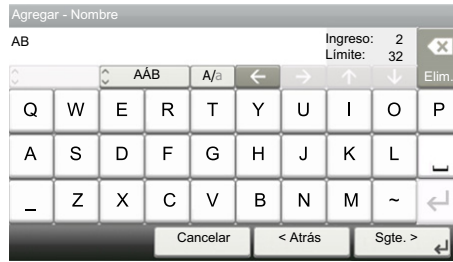 Agregar - Nombre
AB
Ingreso: 2
Límite: 32
AÁB A/a ← → ↑ ↓ Elim.
Q W E R T Y U I O P
A S D F G H J K L
_ Z X C V B N M ~
Cancelar < Atrás Sgte. >